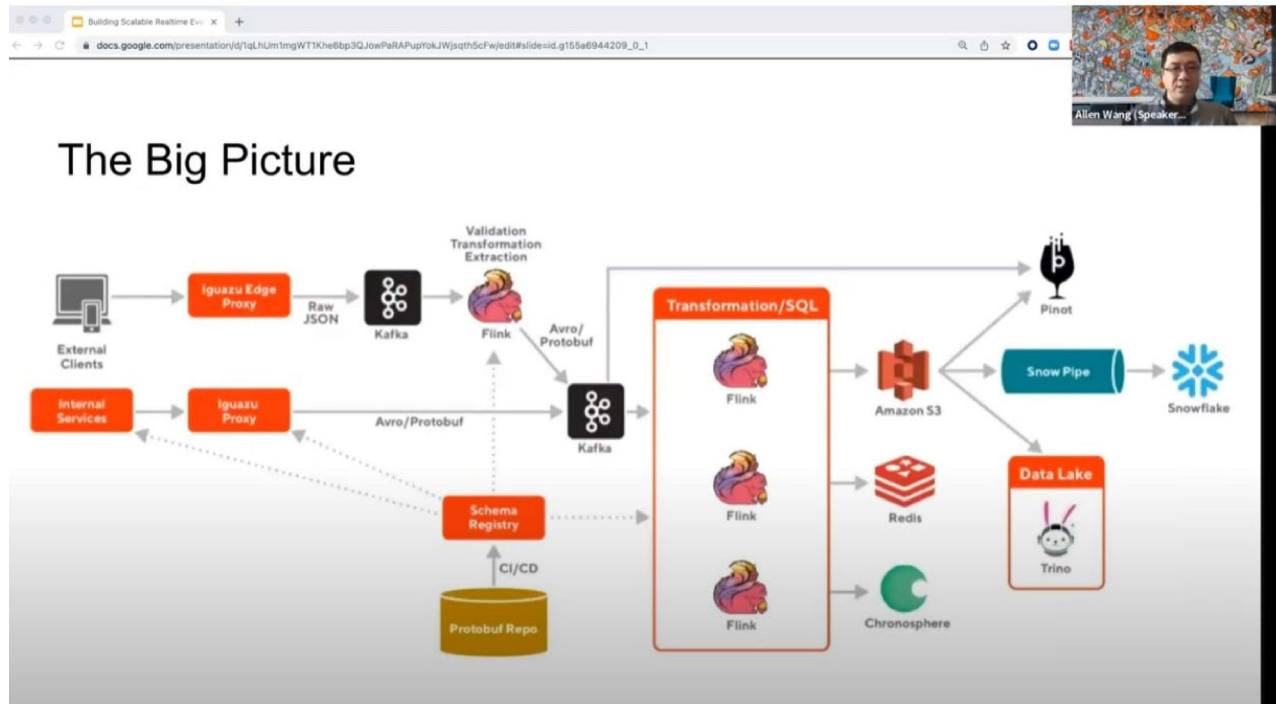 Building Scalable Realtime Eve
docs.google.com/presentation/d/1qLhUm1mgWT1Khe6bp3QJowPaRAPupYokJWjsqth5cFw/edit#slide=id.g155a6944209_0_1
Allen Wang (Speaker...
The Big Picture
Validation
Transformation
Extraction
Iguazu Edge
Proxy
Raw
JSON
Kafka
Flink
External
Clients
Avro/
Protobuf
Internal
Services
Iguazu
Proxy
Avro/Protobuf
Kafka
Schema
Registry
CI/CD
Protobuf Repo
Transformation/SQL
Flink
Flink
Flink
Amazon S3
Redis
Chronosphere
Pinot
Snow Pipe
Snowflake
Data Lake
Trino